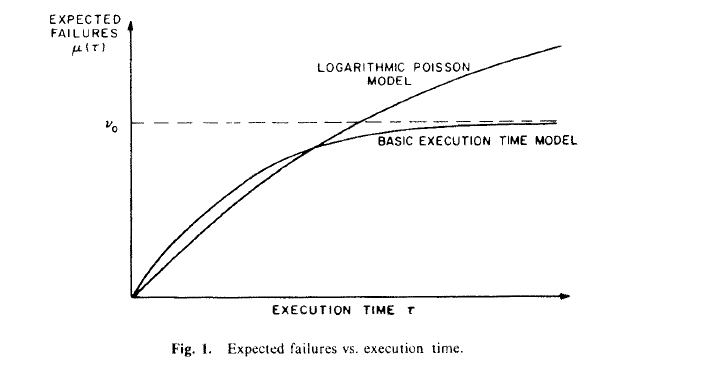 EXPECTED
FAILURES
μ(τ)
LOGARITHMIC POISSON
MODEL
ν₀
BASIC EXECUTION TIME MODEL
EXECUTION TIME τ
Fig. 1. Expected failures vs. execution time.